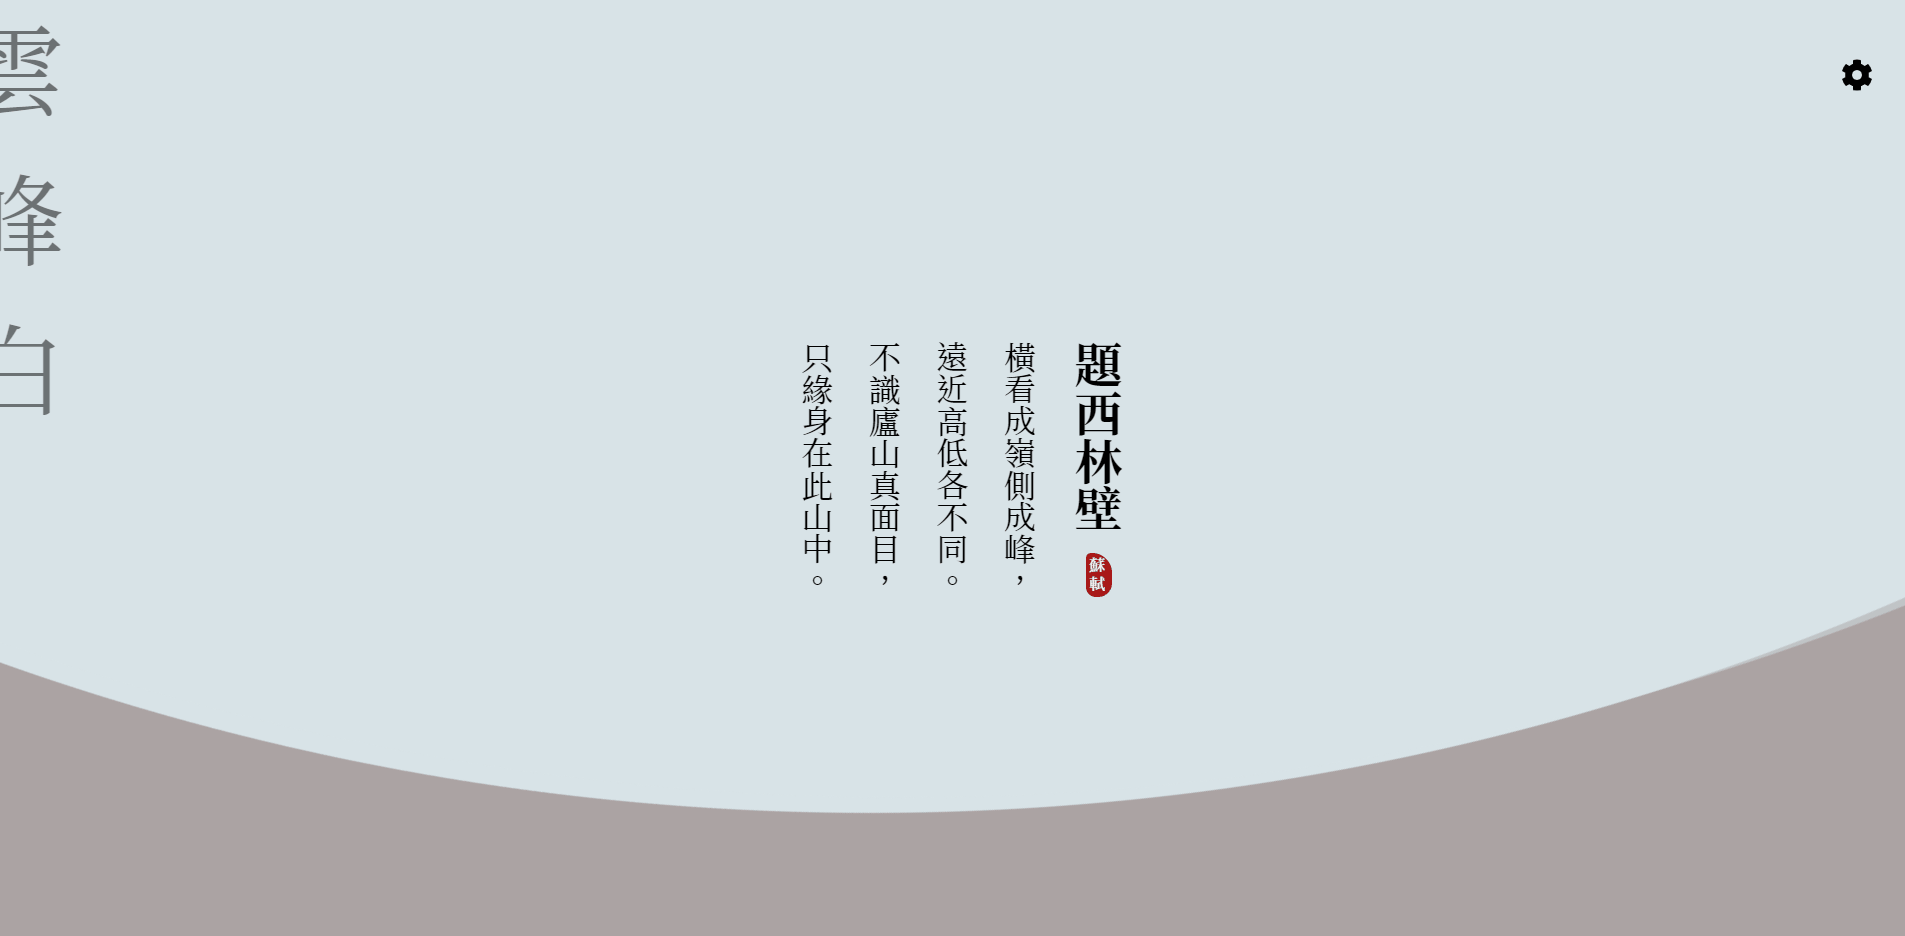 題西林壁
蘇軾
橫看成嶺側成峰，
遠近高低各不同。
不識廬山真面目，
只緣身在此山中。
雲峰白